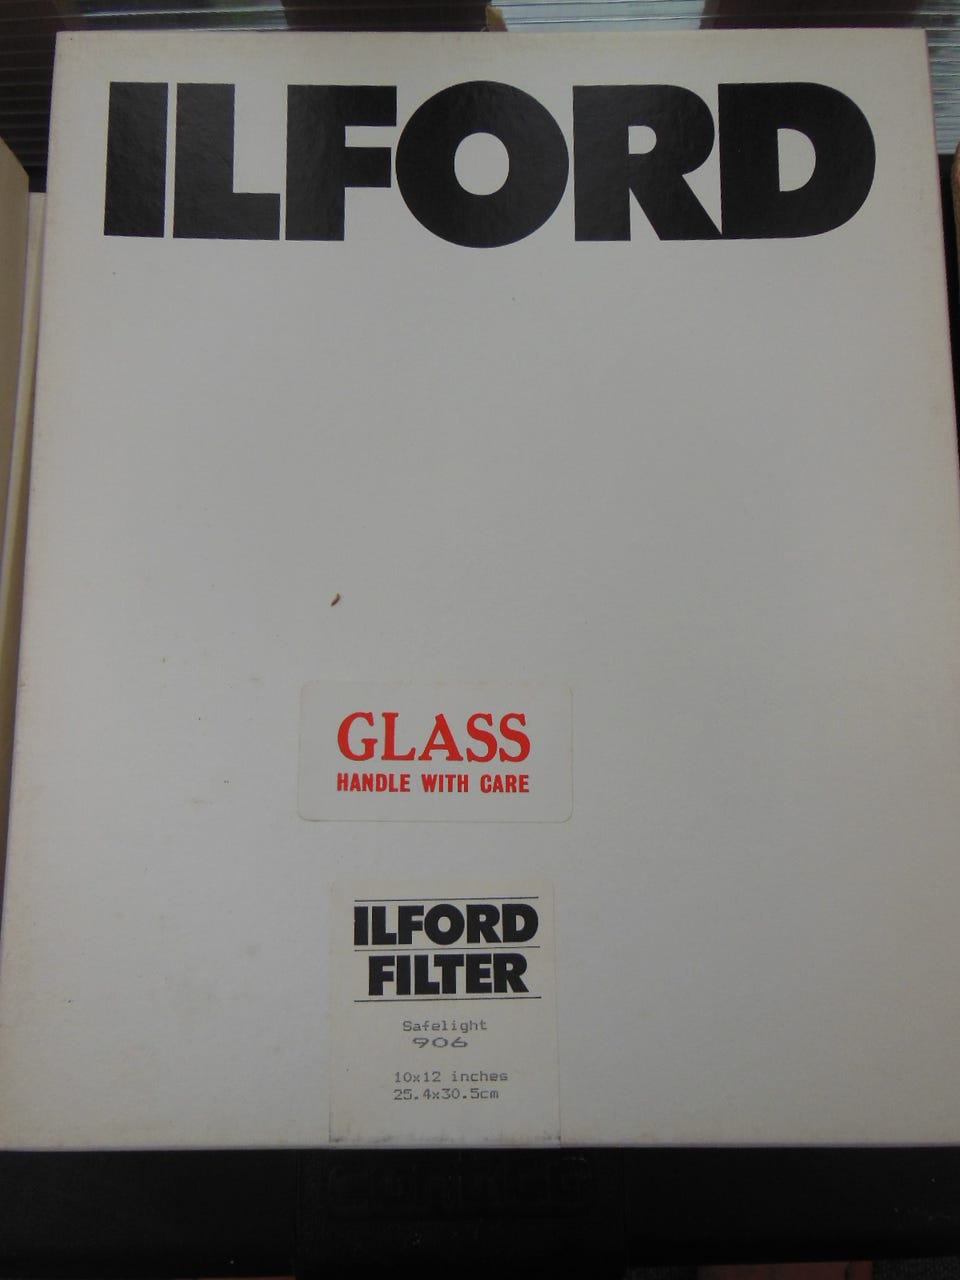 ILFORD
GLASS
HANDLE WITH CARE
ILFORD
FILTER
Safelight
906
10x12 inches
25.4x30.5cm